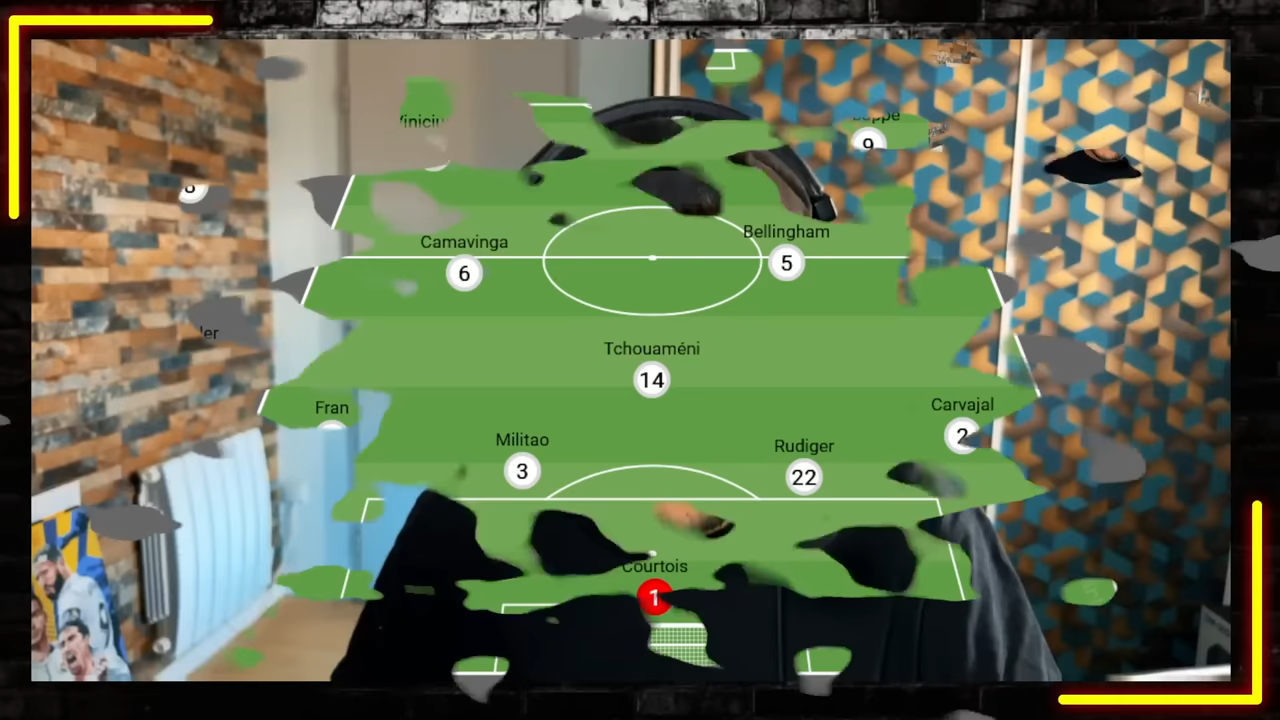 Camavinga
6
Bellingham
5
9
Tchouaméni
14
Fran
Carvajal
2
Militao
3
Rudiger
22
Courtois
1